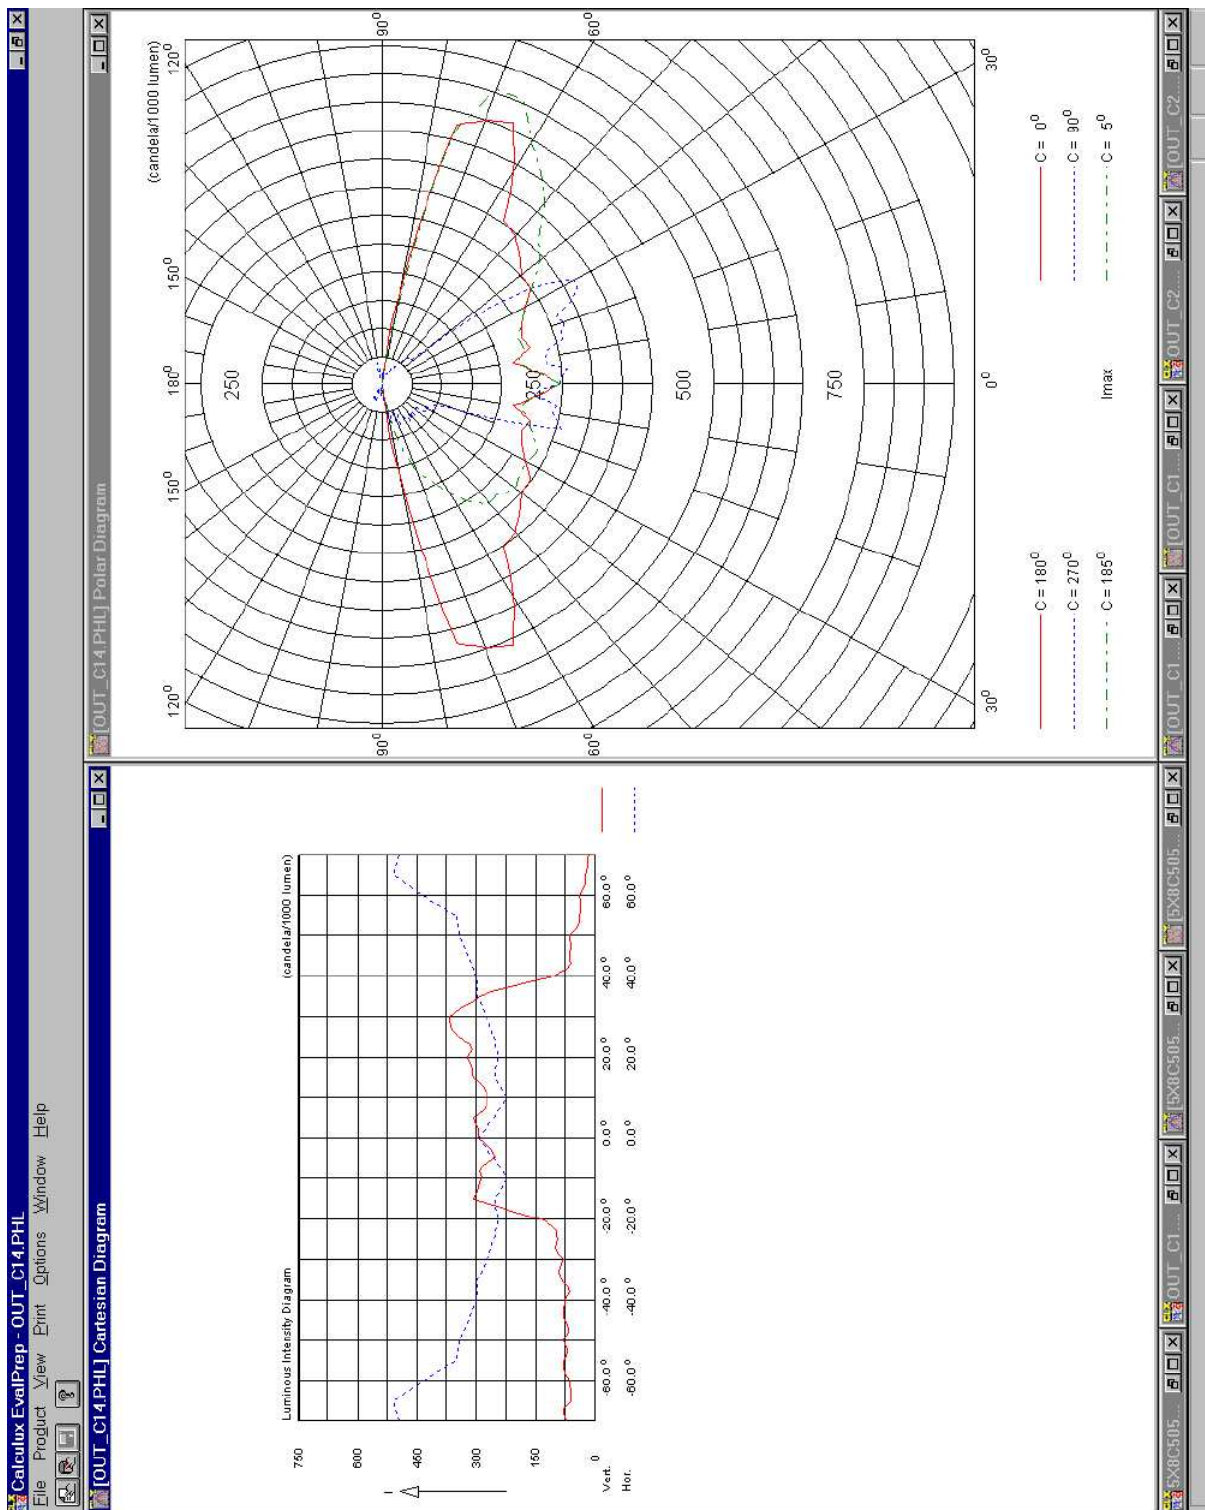 Calculux EvalPrep - OUT_C14.PHL
File Product View Print Options Window Help
[OUT_C14.PHL] Cartesian Diagram
Luminous Intensity Diagram (candela/1000 lumen)
750
600
450
300
150
0
I
Vert. -60.0° -40.0° -20.0° 0.0° 20.0° 40.0° 60.0°
Hor. -60.0° -40.0° -20.0° 0.0° 20.0° 40.0° 60.0°
[OUT_C14.PHL] Polar Diagram
(candela/1000 lumen)
120° 150° 180° 150° 120°
90° 90°
60° 60°
30° 0° 30°
250
250
500
750
C = 180° C = 0°
C = 270° C = 90°
C = 185° Imax C = 5°
5X8C505... OUT_C1.... [5X8C505... [5X8C505... [OUT_C1.... [OUT_C1.... OUT_C2.... [OUT_C2....